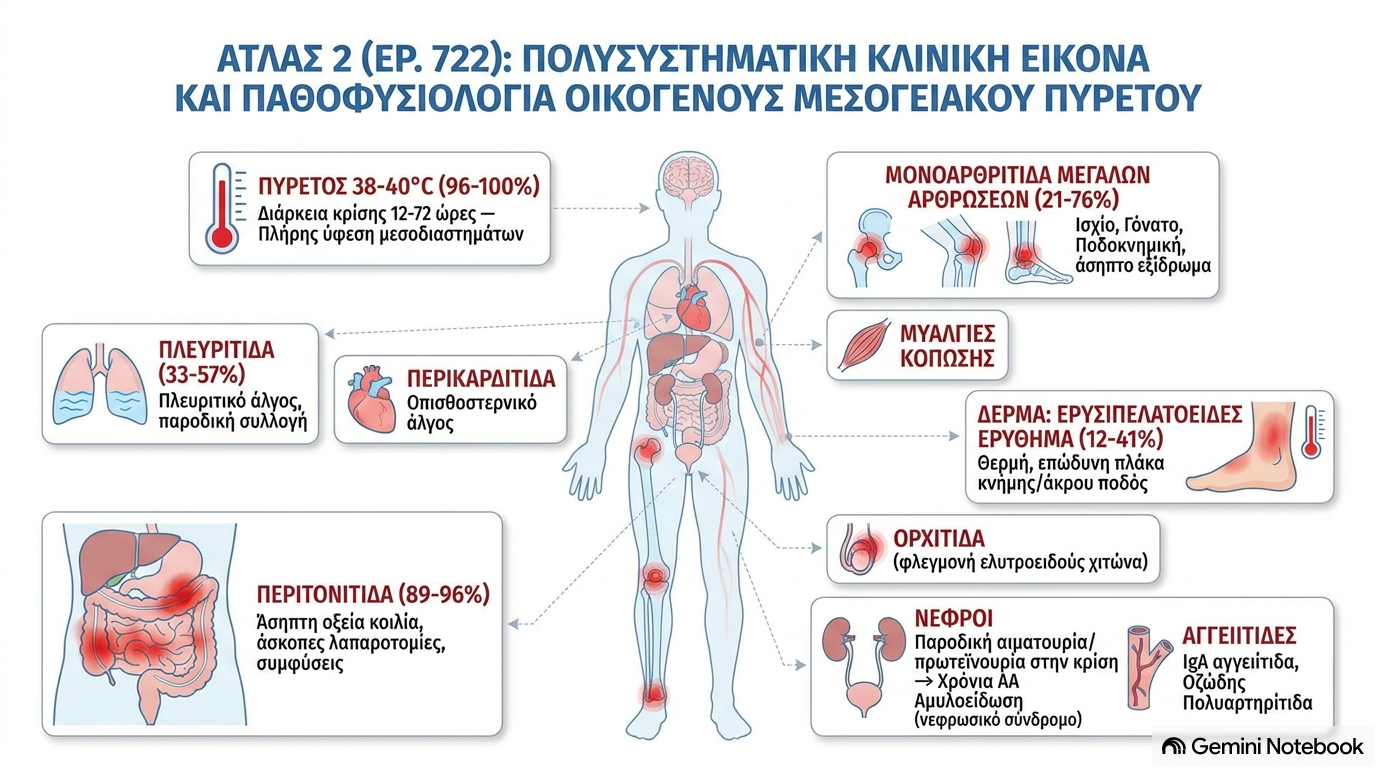 ΑΤΛΑΣ 2 (ΕΡ. 722): ΠΟΛΥΣΥΣΤΗΜΑΤΙΚΗ ΚΛΙΝΙΚΗ ΕΙΚΟΝΑ
ΚΑΙ ΠΑΘΟΦΥΣΙΟΛΟΓΙΑ ΟΙΚΟΓΕΝΟΥΣ ΜΕΣΟΓΕΙΑΚΟΥ ΠΥΡΕΤΟΥ
ΠΥΡΕΤΟΣ 38-40°C (96-100%)
Διάρκεια κρίσης 12-72 ώρες —
Πλήρης ύφεση μεσοδιαστημάτων
ΜΟΝΟΑΡΘΡΙΤΙΔΑ ΜΕΓΑΛΩΝ
ΑΡΘΡΩΣΕΩΝ (21-76%)
Ισχίο, Γόνατο,
Ποδοκνημική,
άσηπτο εξίδρωμα
ΠΛΕΥΡΙΤΙΔΑ
(33-57%)
Πλευριτικό άλγος,
παροδική συλλογή
ΠΕΡΙΚΑΡΔΙΤΙΔΑ
Οπισθοστερνικό
άλγος
ΜΥΑΛΓΙΕΣ
ΚΟΠΩΣΗΣ
ΔΕΡΜΑ: ΕΡΥΣΙΠΕΛΑΤΟΕΙΔΕΣ
ΕΡΥΘΗΜΑ (12-41%)
Θερμή, επώδυνη πλάκα
κνήμης/άκρου ποδός
ΠΕΡΙΤΟΝΙΤΙΔΑ (89-96%)
Άσηπτη οξεία κοιλία,
άσκοπες λαπαροτομίες,
συμφύσεις
ΟΡΧΙΤΙΔΑ
(φλεγμονή ελυτροειδούς χιτώνα)
ΝΕΦΡΟΙ
Παροδική αιματουρία/
πρωτεϊνουρία στην κρίση
→ Χρόνια ΑΑ
Αμυλοείδωση
(νεφρωσικό σύνδρομο)
ΑΓΓΕΙΙΤΙΔΕΣ
IgA αγγείτιδα,
Οζώδης
Πολυαρτηρίτιδα
Gemini Notebook